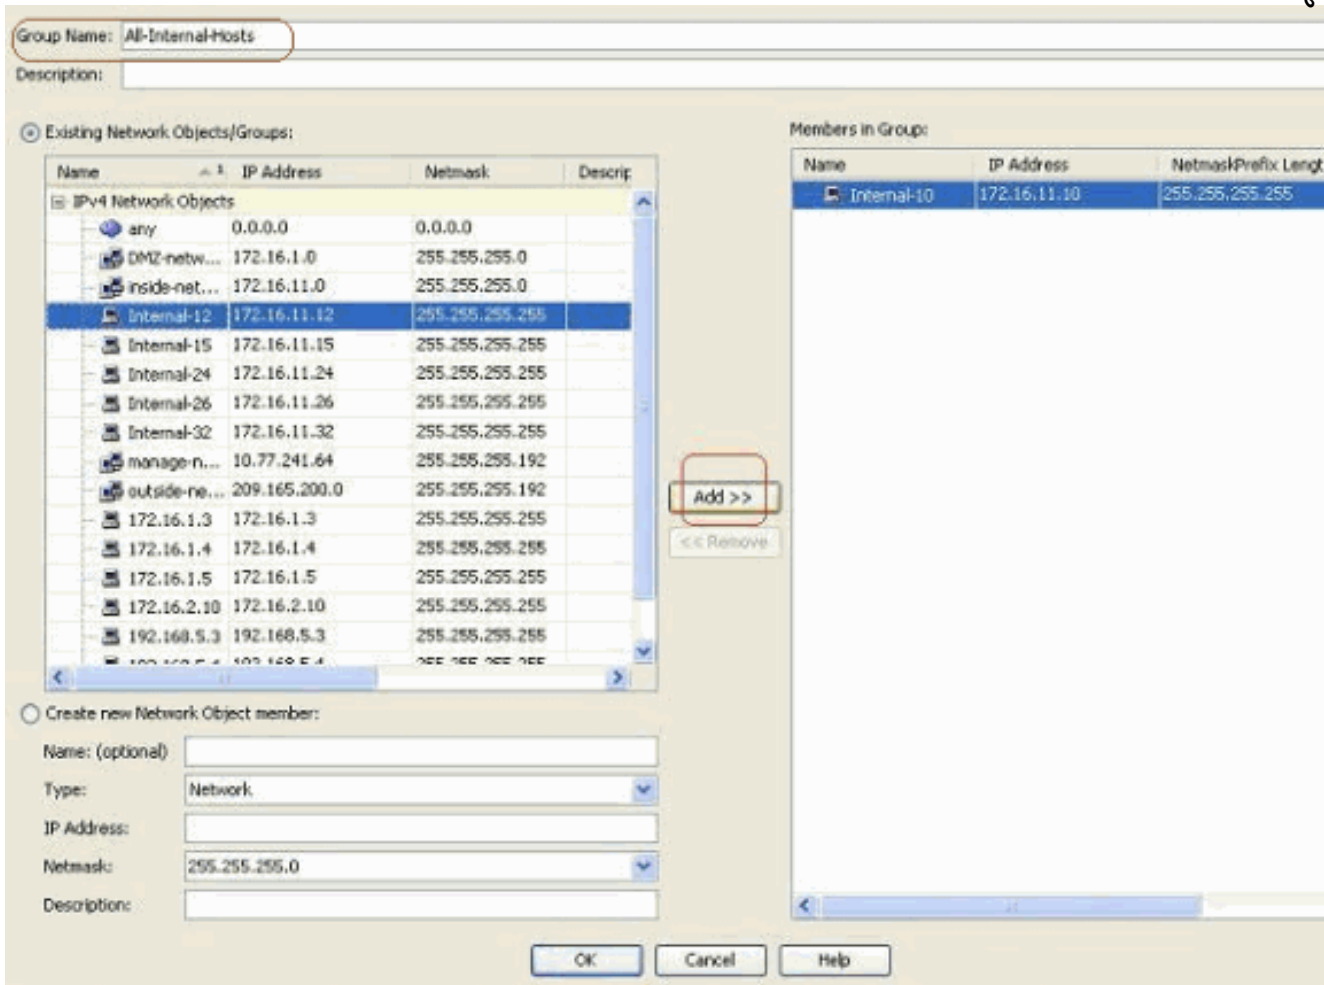 Group Name: All-Internal-Hosts
Description:
Existing Network Objects/Groups:
Name 1 IP Address Netmask Descrip
IPv4 Network Objects
any 0.0.0.0 0.0.0.0
DMZ-netw... 172.16.1.0 255.255.255.0
inside-net... 172.16.11.0 255.255.255.0
Internal-12 172.16.11.12 255.255.255.255
Internal-15 172.16.11.15 255.255.255.255
Internal-24 172.16.11.24 255.255.255.255
Internal-26 172.16.11.26 255.255.255.255
Internal-32 172.16.11.32 255.255.255.255
manage-n... 10.77.241.64 255.255.255.192
outside-ne... 209.165.200.0 255.255.255.192
172.16.1.3 172.16.1.3 255.255.255.255
172.16.1.4 172.16.1.4 255.255.255.255
172.16.1.5 172.16.1.5 255.255.255.255
172.16.2.10 172.16.2.10 255.255.255.255
192.168.5.3 192.168.5.3 255.255.255.255
Add >>
<< Remove
Members in Group:
Name IP Address NetmaskPrefix Lengt
Internal-10 172.16.11.10 255.255.255.255
Create new Network Object member:
Name: (optional)
Type: Network
IP Address:
Netmask: 255.255.255.0
Description:
OK Cancel Help